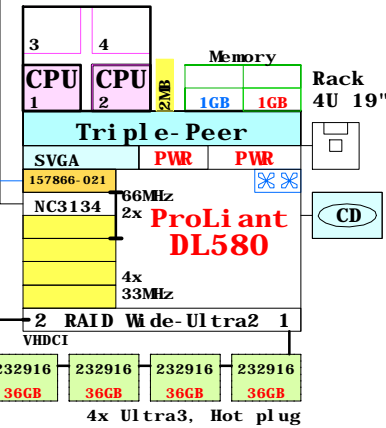 3 4
Memory
CPU CPU
1 2
2MB
1GB 1GB
Rack
4U 19"
Triple-Peer
SVGA PWR PWR
157866-021
66MHz
NC3134 2x
ProLiant
DL580
CD
4x
33MHz
2 RAID Wide-Ultra2 1
VHDCI
232916 232916 232916 232916
36GB 36GB 36GB 36GB
4x Ultra3, Hot plug